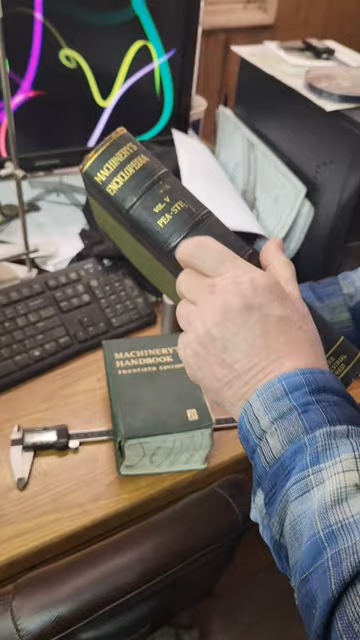 MACHINERY'S
ENCYCLOPEDIA
VOL. V
PEA-STE
MACHINERY'S
HANDBOOK
TWENTIETH EDITION